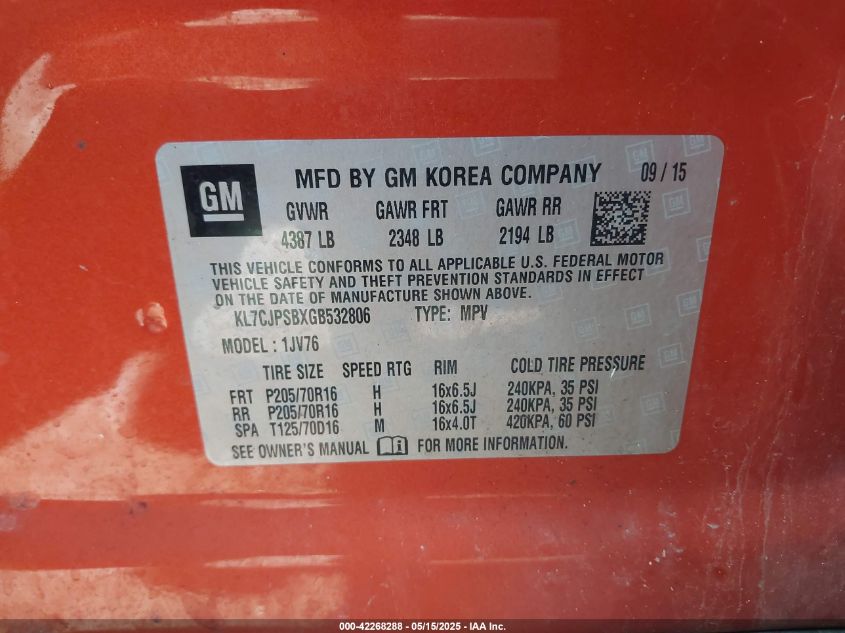 GM MFD BY GM KOREA COMPANY 09 / 15
GVWR GAWR FRT GAWR RR
4387 LB 2348 LB 2194 LB
THIS VEHICLE CONFORMS TO ALL APPLICABLE U.S. FEDERAL MOTOR
VEHICLE SAFETY AND THEFT PREVENTION STANDARDS IN EFFECT
ON THE DATE OF MANUFACTURE SHOWN ABOVE.
KL7CJPSBXGB532806 TYPE: MPV
MODEL : 1JV76
TIRE SIZE SPEED RTG RIM COLD TIRE PRESSURE
FRT P205/70R16 H 16x6.5J 240KPA, 35 PSI
RR P205/70R16 H 16x6.5J 240KPA, 35 PSI
SPA T125/70D16 M 16x4.0T 420KPA, 60 PSI
SEE OWNER'S MANUAL FOR MORE INFORMATION.
000-42268288 - 05/15/2025 - IAA Inc.